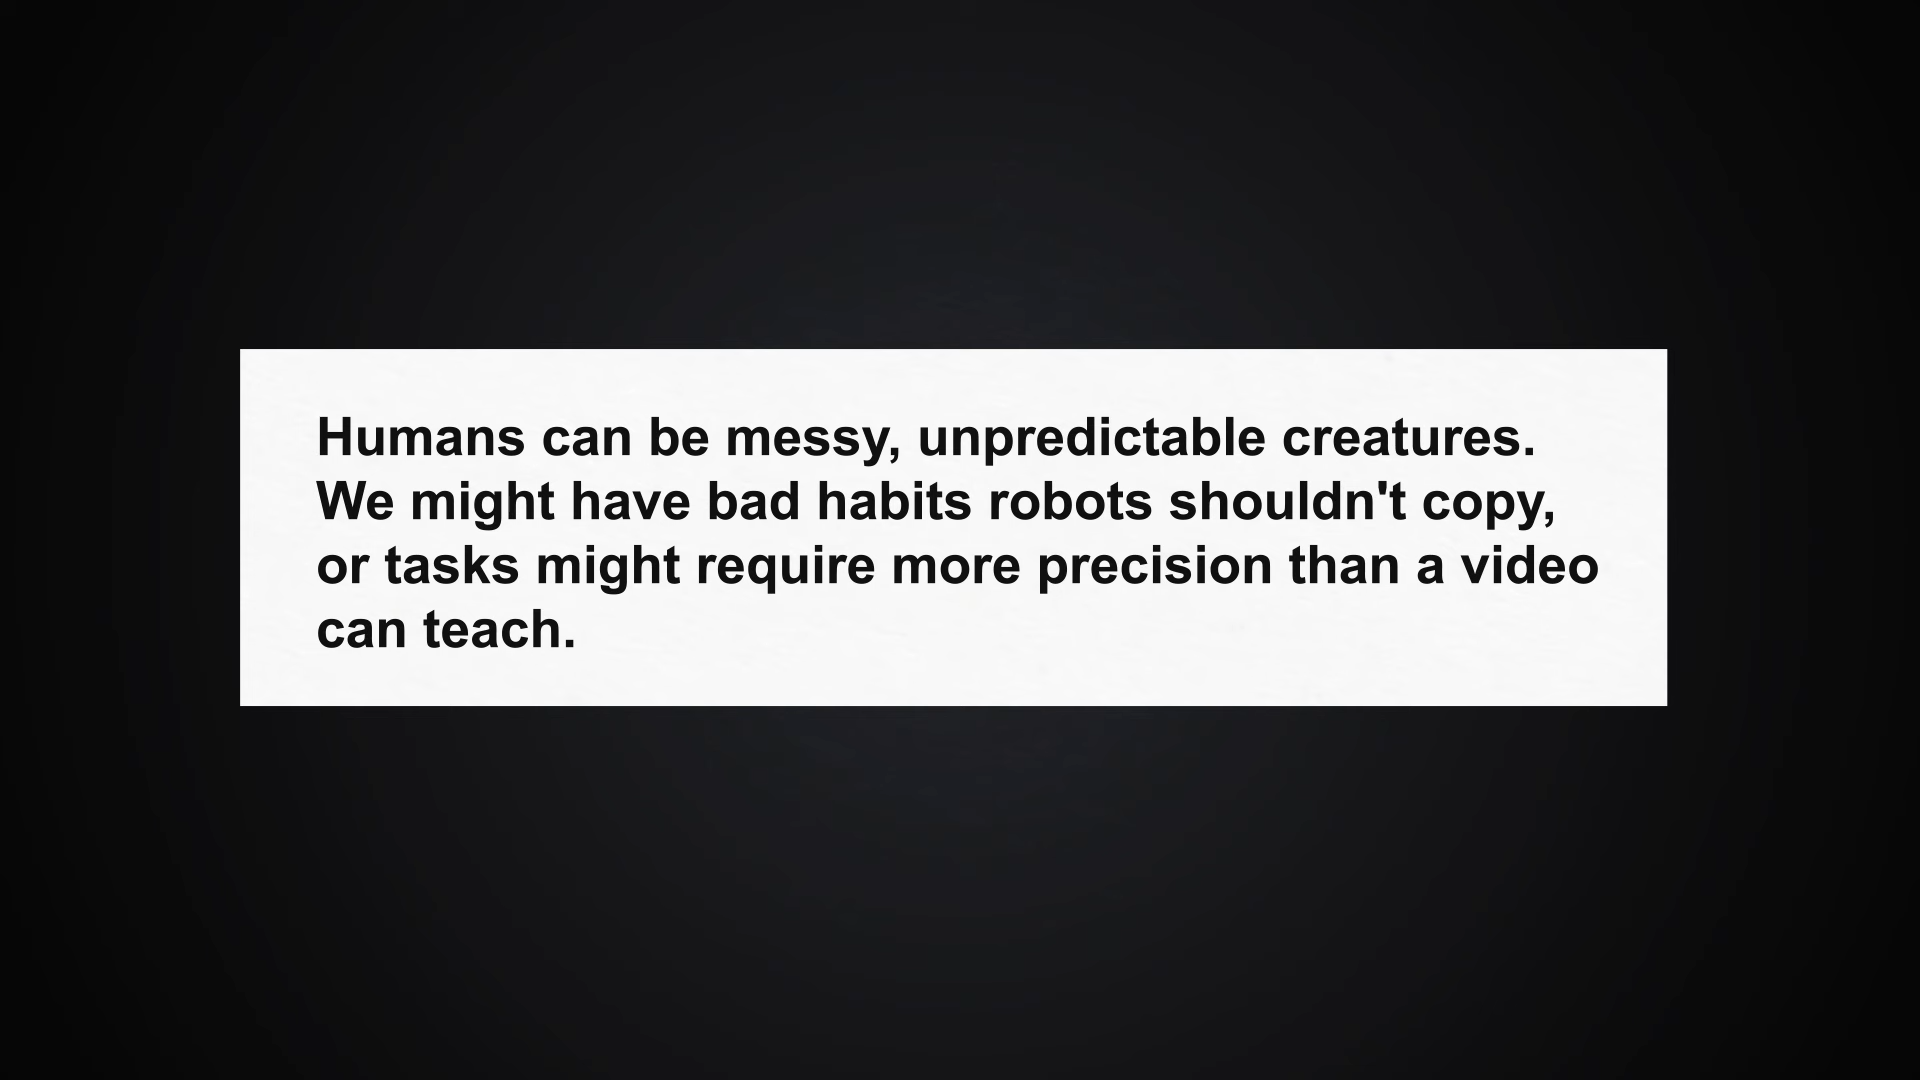 Humans can be messy, unpredictable creatures.
We might have bad habits robots shouldn't copy,
or tasks might require more precision than a video
can teach.